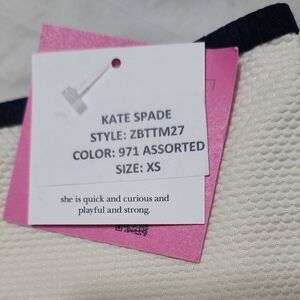 KATE SPADE
STYLE: ZBTTM27
COLOR: 971 ASSORTED
SIZE: XS
she is quick and curious and
playful and strong.